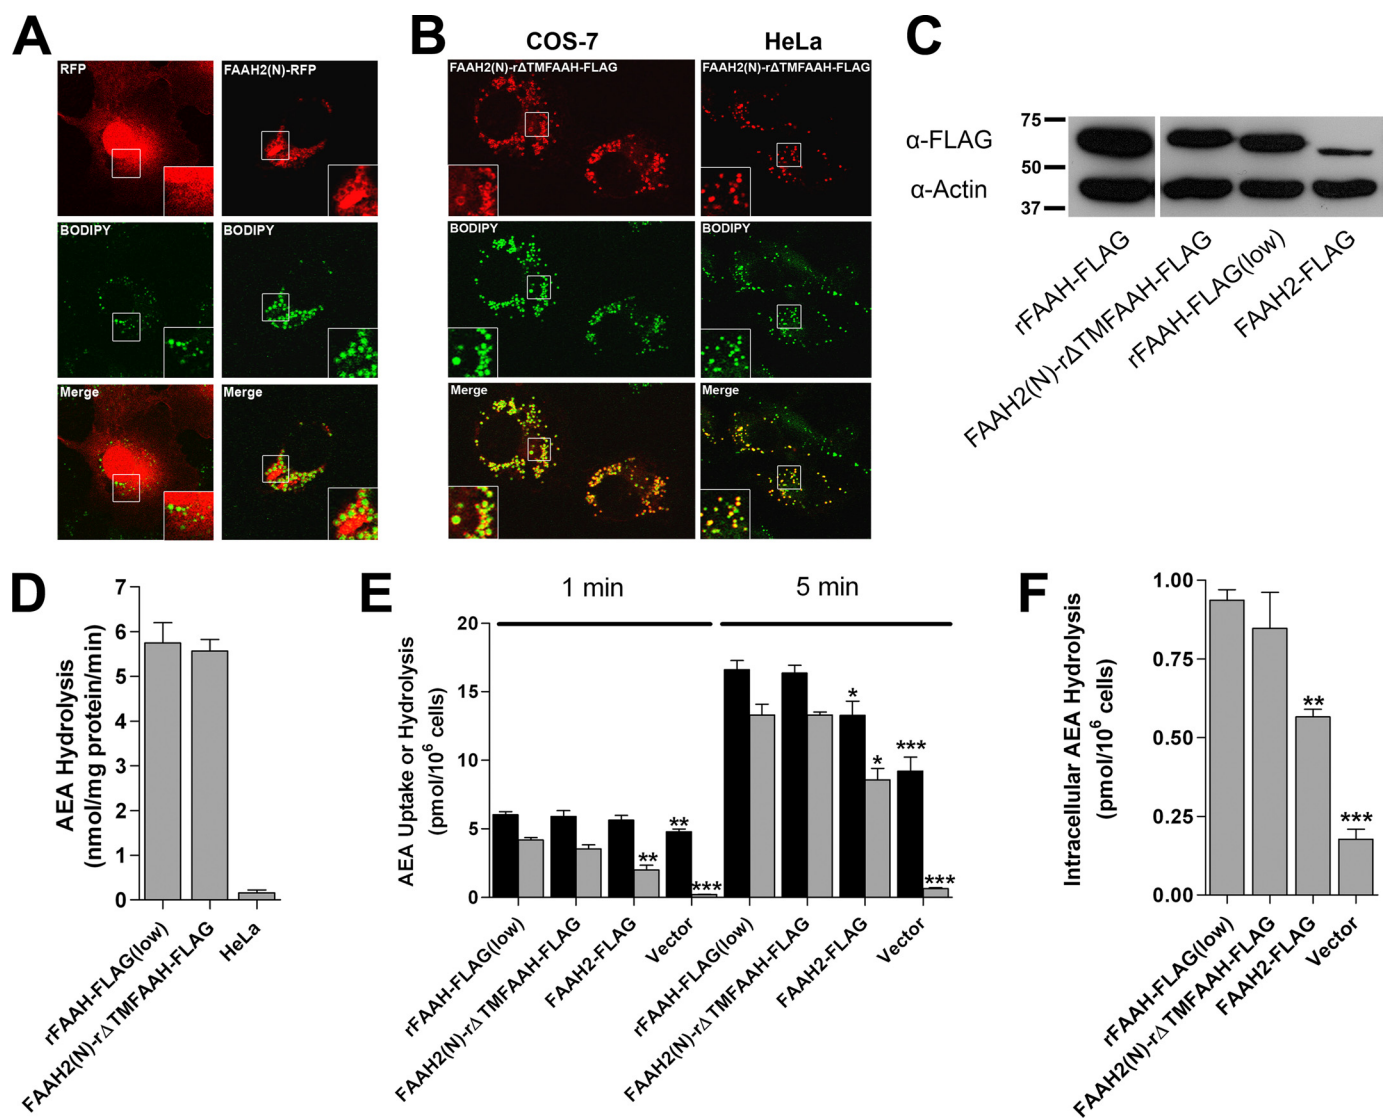 A
RFP
FAAH2(N)-RFP
BODIPY
BODIPY
Merge
Merge
B
COS-7
HeLa
FAAH2(N)-rΔTMFAAH-FLAG
FAAH2(N)-rΔTMFAAH-FLAG
BODIPY
BODIPY
Merge
Merge
C
75
α-FLAG
50
α-Actin
37
rFAAH-FLAG
FAAH2(N)-rΔTMFAAH-FLAG
rFAAH-FLAG(low)
FAAH2-FLAG
D
AEA Hydrolysis
(nmol/mg protein/min)
7
6
5
4
3
2
1
0
rFAAH-FLAG(low)
FAAH2(N)-rΔTMFAAH-FLAG
HeLa
E
1 min
5 min
AEA Uptake or Hydrolysis
(pmol/10⁶ cells)
20
15
10
5
0
**
**
***
*
*
***
***
rFAAH-FLAG(low)
FAAH2(N)-rΔTMFAAH-FLAG
FAAH2-FLAG
Vector
rFAAH-FLAG(low)
FAAH2(N)-rΔTMFAAH-FLAG
FAAH2-FLAG
Vector
F
Intracellular AEA Hydrolysis
(pmol/10⁶ cells)
1.00
0.75
0.50
0.25
0.00
**
***
rFAAH-FLAG(low)
FAAH2(N)-rΔTMFAAH-FLAG
FAAH2-FLAG
Vector